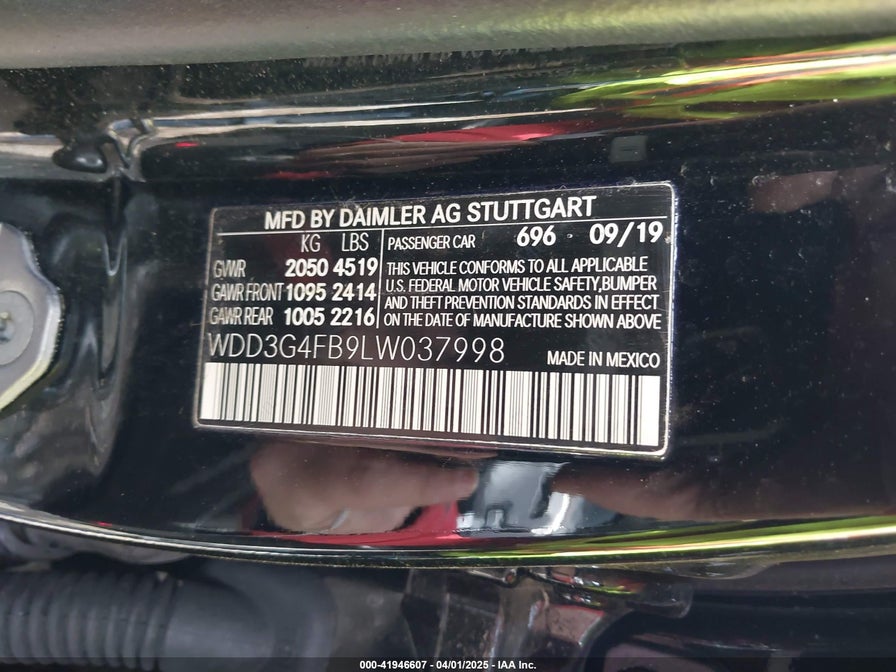 MFD BY DAIMLER AG STUTTGART
KG LBS
GVWR 2050 4519
GAWR FRONT 1095 2414
GAWR REAR 1005 2216
PASSENGER CAR 696 09/19
THIS VEHICLE CONFORMS TO ALL APPLICABLE
U.S. FEDERAL MOTOR VEHICLE SAFETY,BUMPER
AND THEFT PREVENTION STANDARDS IN EFFECT
ON THE DATE OF MANUFACTURE SHOWN ABOVE
WDD3G4FB9LW037998 MADE IN MEXICO
000-41946607 - 04/01/2025 - IAA Inc.